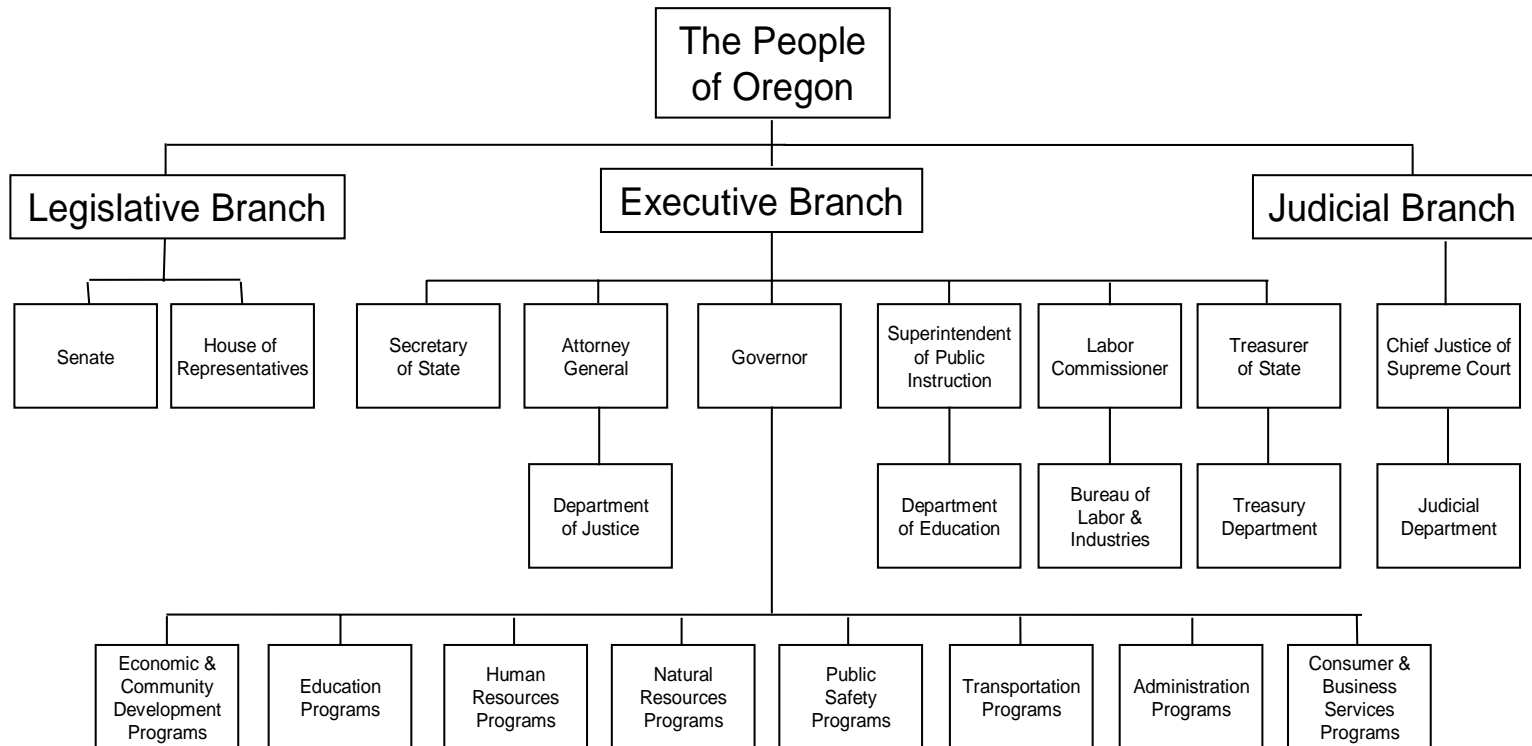 The People
of Oregon
Legislative Branch
Executive Branch
Judicial Branch
Senate
House of
Representatives
Secretary
of State
Attorney
General
Governor
Superintendent
of Public
Instruction
Labor
Commissioner
Treasurer
of State
Chief Justice of
Supreme Court
Department
of Justice
Department
of Education
Bureau of
Labor &
Industries
Treasury
Department
Judicial
Department
Economic &
Community
Development
Programs
Education
Programs
Human
Resources
Programs
Natural
Resources
Programs
Public
Safety
Programs
Transportation
Programs
Administration
Programs
Consumer &
Business
Services
Programs